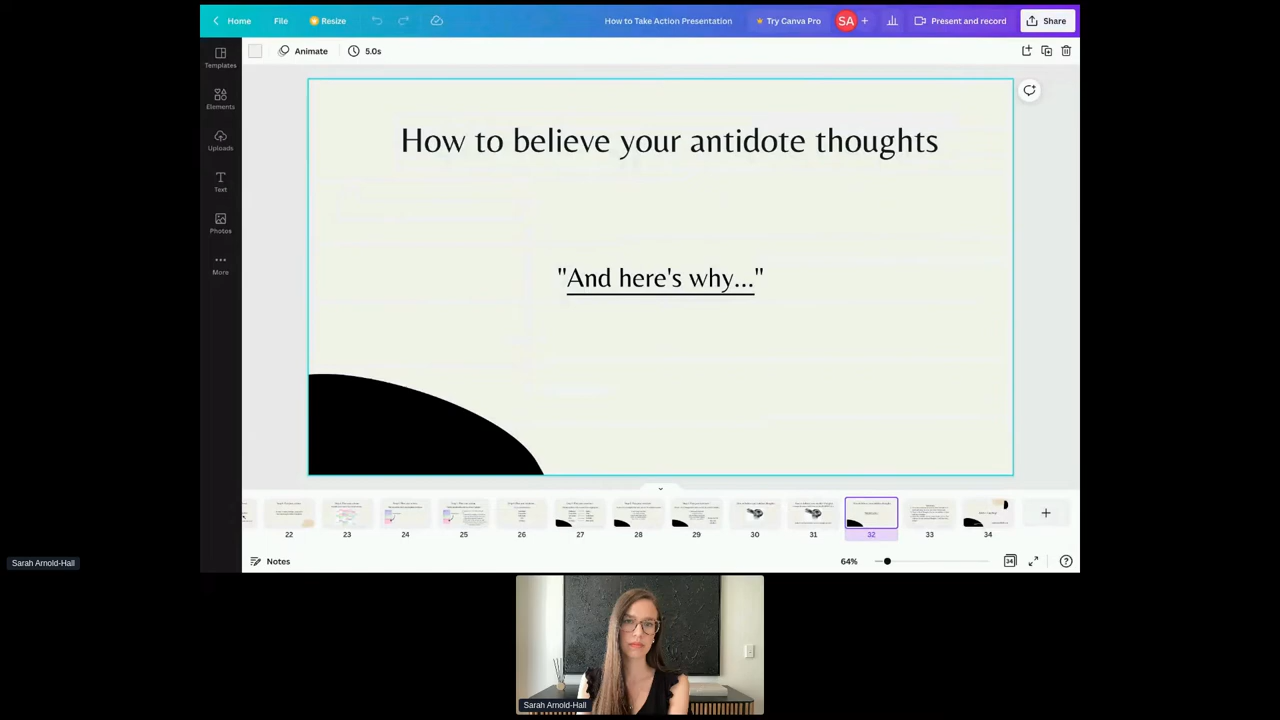 Home
File
Resize
How to Take Action Presentation
Try Canva Pro
SA
+
Present and record
Share
Animate
5.0s
Templates
Elements
Uploads
Text
Photos
More
How to believe your antidote thoughts
"And here's why..."
22
23
24
25
26
27
28
29
30
31
32
33
34
Notes
64%
34
Sarah Arnold-Hall
Sarah Arnold-Hall